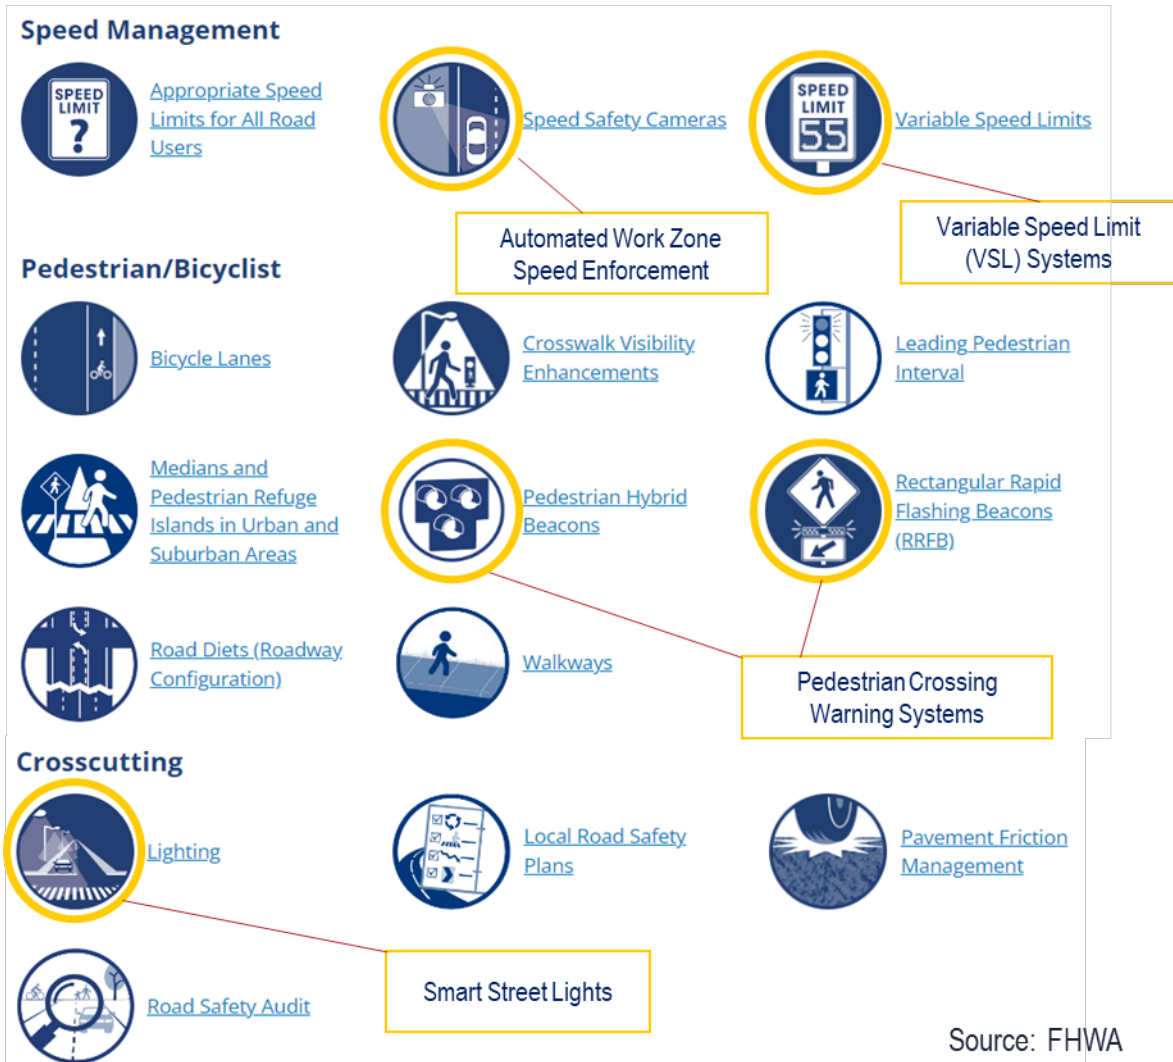 Speed Management
SPEED
LIMIT
?
Appropriate Speed
Limits for All Road
Users
Speed Safety Cameras
SPEED
LIMIT
55
Variable Speed Limits
Automated Work Zone
Speed Enforcement
Variable Speed Limit
(VSL) Systems
Pedestrian/Bicyclist
Bicycle Lanes
Crosswalk Visibility
Enhancements
Leading Pedestrian
Interval
Medians and
Pedestrian Refuge
Islands in Urban and
Suburban Areas
Pedestrian Hybrid
Beacons
Rectangular Rapid
Flashing Beacons
(RRFB)
Road Diets (Roadway
Configuration)
Walkways
Pedestrian Crossing
Warning Systems
Crosscutting
Lighting
Local Road Safety
Plans
Pavement Friction
Management
Smart Street Lights
Road Safety Audit
Source: FHWA